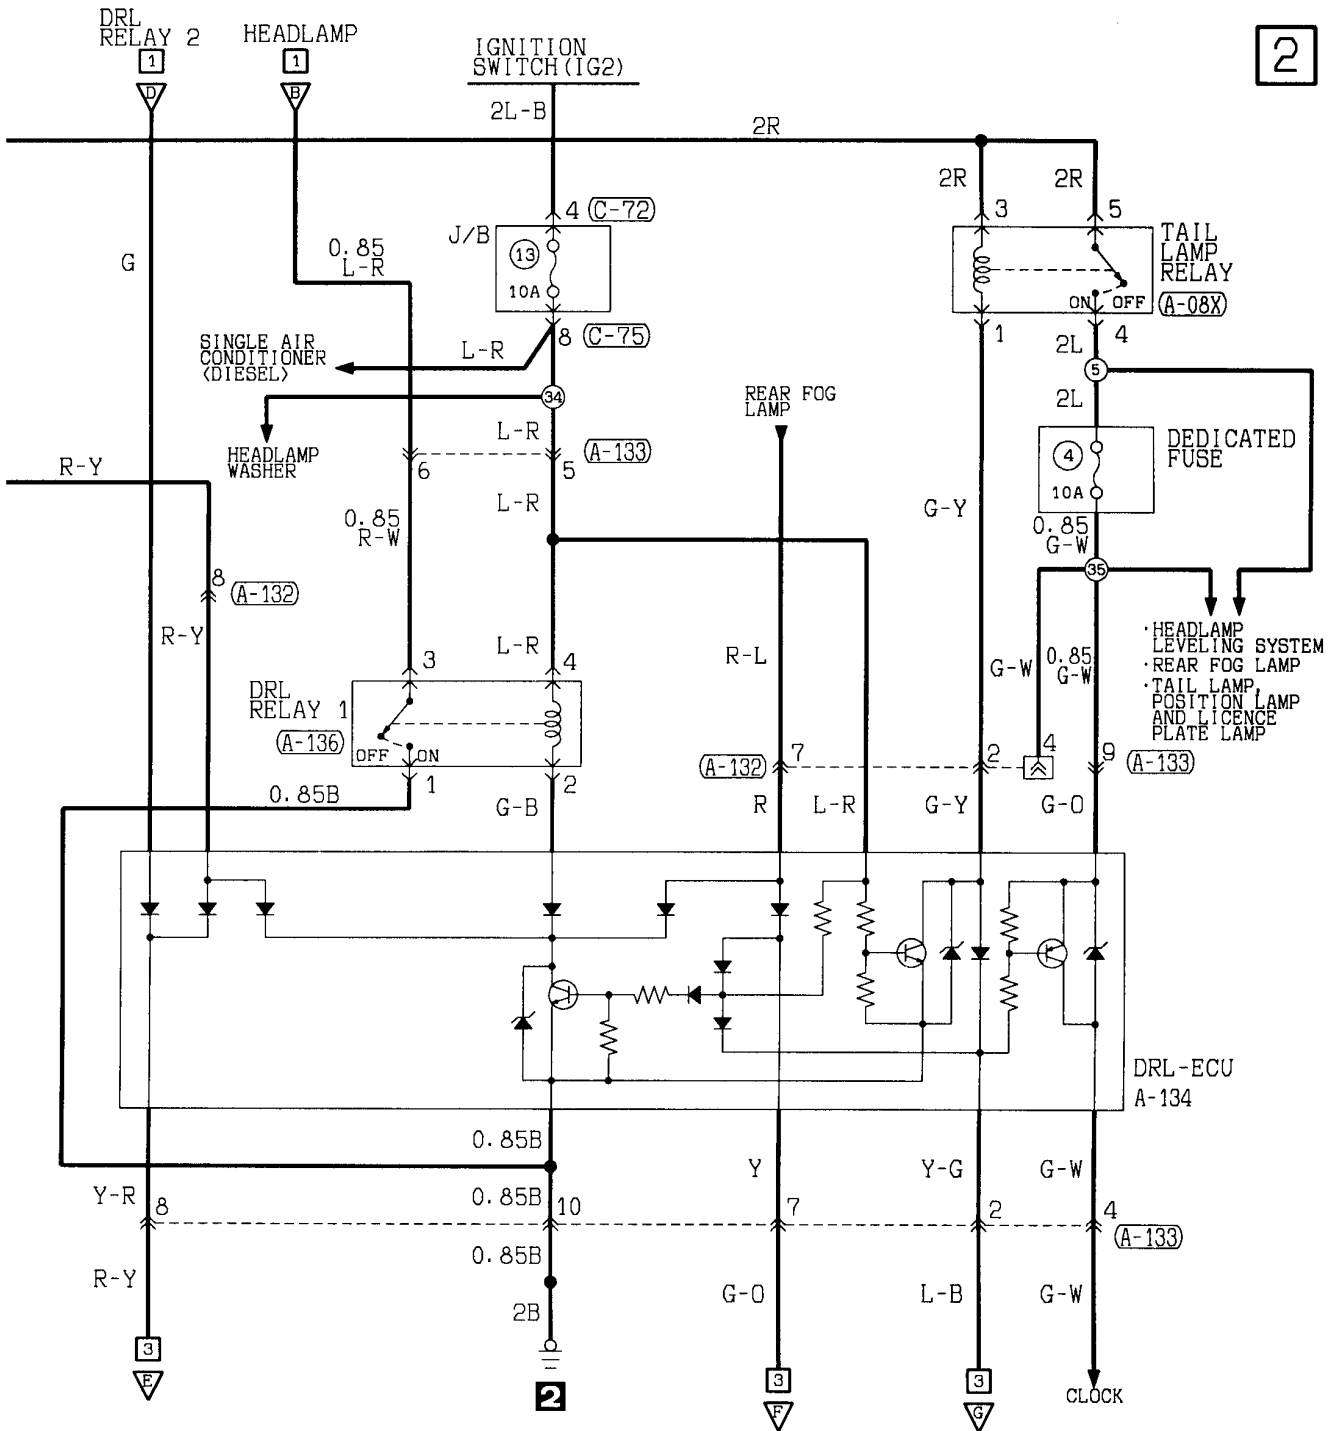 DRL
RELAY 2
HEADLAMP
1
1
D
B
IGNITION
SWITCH (IG2)
2
2L-B
2R
2R
2R
4 (C-72)
3
5
J/B
13
10A
TAIL
LAMP
RELAY
(A-08X)
ON OFF
G
0.85
L-R
8 (C-75)
1
4
SINGLE AIR
CONDITIONER
<DIESEL>
L-R
2L
5
34
2L
REAR FOG
LAMP
HEADLAMP
WASHER
L-R
(A-133)
6
5
4
10A
DEDICATED
FUSE
R-Y
L-R
G-Y
0.85
R-W
0.85
G-W
35
8
(A-132)
R-Y
L-R
R-L
G-W
0.85
G-W
·HEADLAMP
LEVELING SYSTEM
·REAR FOG LAMP
·TAIL LAMP,
POSITION LAMP
AND LICENCE
PLATE LAMP
3
4
DRL
RELAY 1
(A-136)
OFF ON
(A-132)
7
2
4
9
(A-133)
1
2
0.85B
G-B
R
L-R
G-Y
G-O
DRL-ECU
A-134
0.85B
Y
Y-G
G-W
Y-R
8
0.85B
10
7
2
4
(A-133)
0.85B
R-Y
G-O
L-B
G-W
2B
3
E
2
3
F
3
G
CLOCK